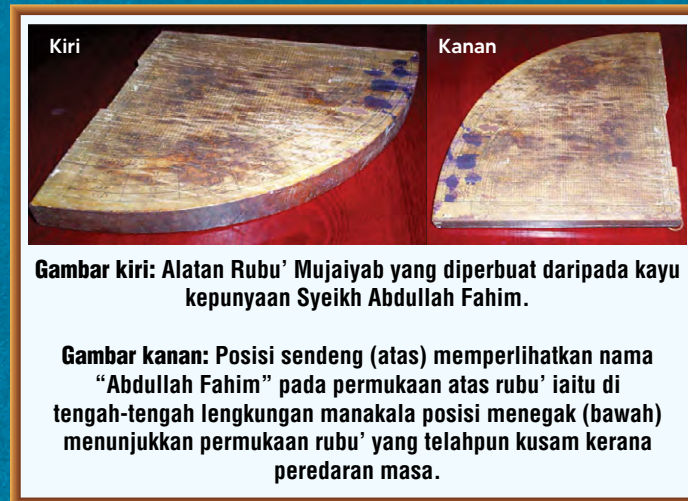 Kiri
Kanan
Gambar kiri: Alatan Rubu’ Mujaiyab yang diperbuat daripada kayu
kepunyaan Syeikh Abdullah Fahim.
Gambar kanan: Posisi sendeng (atas) memperlihatkan nama
“Abdullah Fahim” pada permukaan atas rubu’ iaitu di
tengah-tengah lengkungan manakala posisi menegak (bawah)
menunjukkan permukaan rubu’ yang telahpun kusam kerana
peredaran masa.